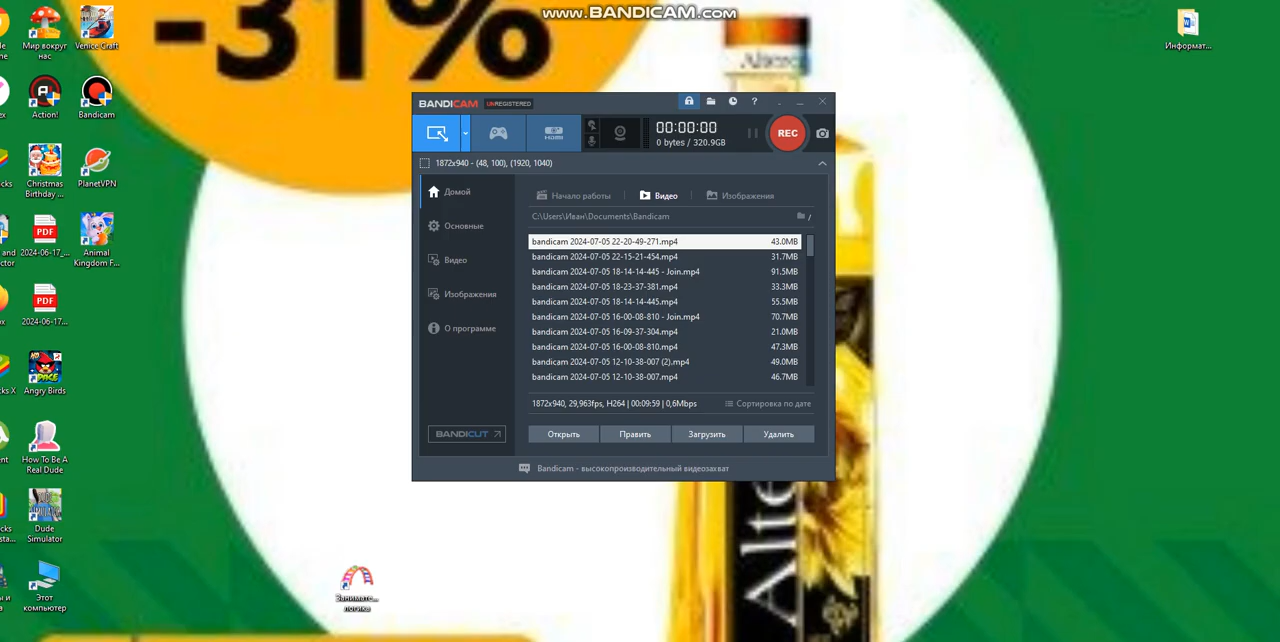 www.BANDICAM.com
-31%
Мир вокруг нас
Venice Craft
Информат...
Action!
Bandicam
Christmas Birthday ...
PlanetVPN
2024-06-17_...
Animal Kingdom F...
2024-06-17...
Angry Birds
How To Be A Real Dude
Dude Simulator
Этот компьютер
Занимате... логика
BANDICAM UNREGISTERED
HDMI
00:00:00
0 bytes / 320.9GB
REC
1872x940 - (48, 100), (1920, 1040)
Домой
Основные
Видео
Изображения
О программе
BANDICUT
Начало работы
Видео
Изображения
C:\Users\Иван\Documents\Bandicam
bandicam 2024-07-05 22-20-49-271.mp4 43.0MB
bandicam 2024-07-05 22-15-21-454.mp4 31.7MB
bandicam 2024-07-05 18-14-14-445 - Join.mp4 91.5MB
bandicam 2024-07-05 18-23-37-381.mp4 33.3MB
bandicam 2024-07-05 18-14-14-445.mp4 55.5MB
bandicam 2024-07-05 16-00-08-810 - Join.mp4 70.7MB
bandicam 2024-07-05 16-09-37-304.mp4 21.0MB
bandicam 2024-07-05 16-00-08-810.mp4 47.3MB
bandicam 2024-07-05 12-10-38-007 (2).mp4 49.0MB
bandicam 2024-07-05 12-10-38-007.mp4 46.7MB
1872x940, 29,963fps, H264 | 00:09:59 | 0,6Mbps
Сортировка по дате
Открыть
Править
Загрузить
Удалить
Bandicam - высокопроизводительный видеозахват